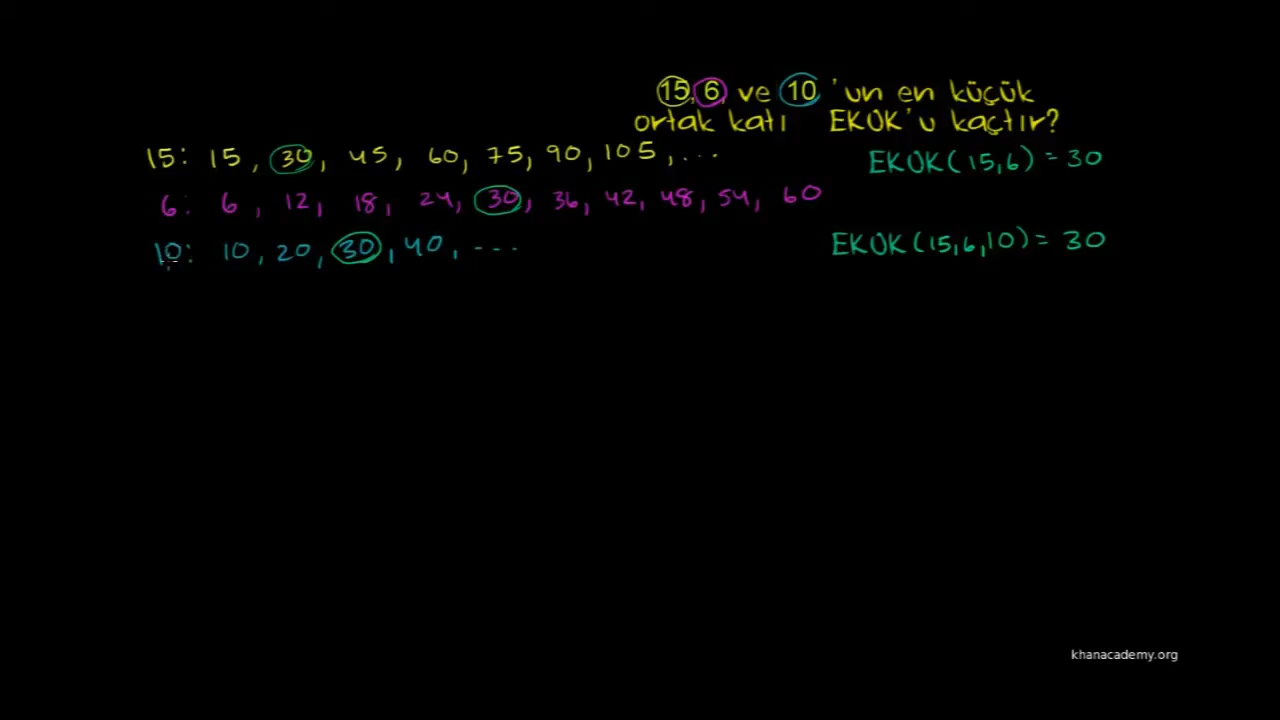 15, 6, ve 10 'un en küçük
ortak katı EKOK'u kaçtır?
15: 15, 30, 45, 60, 75, 90, 105, ...
EKOK(15,6) = 30
6: 6, 12, 18, 24, 30, 36, 42, 48, 54, 60
10: 10, 20, 30, 40, ...
EKOK(15,6,10) = 30
khanacademy.org